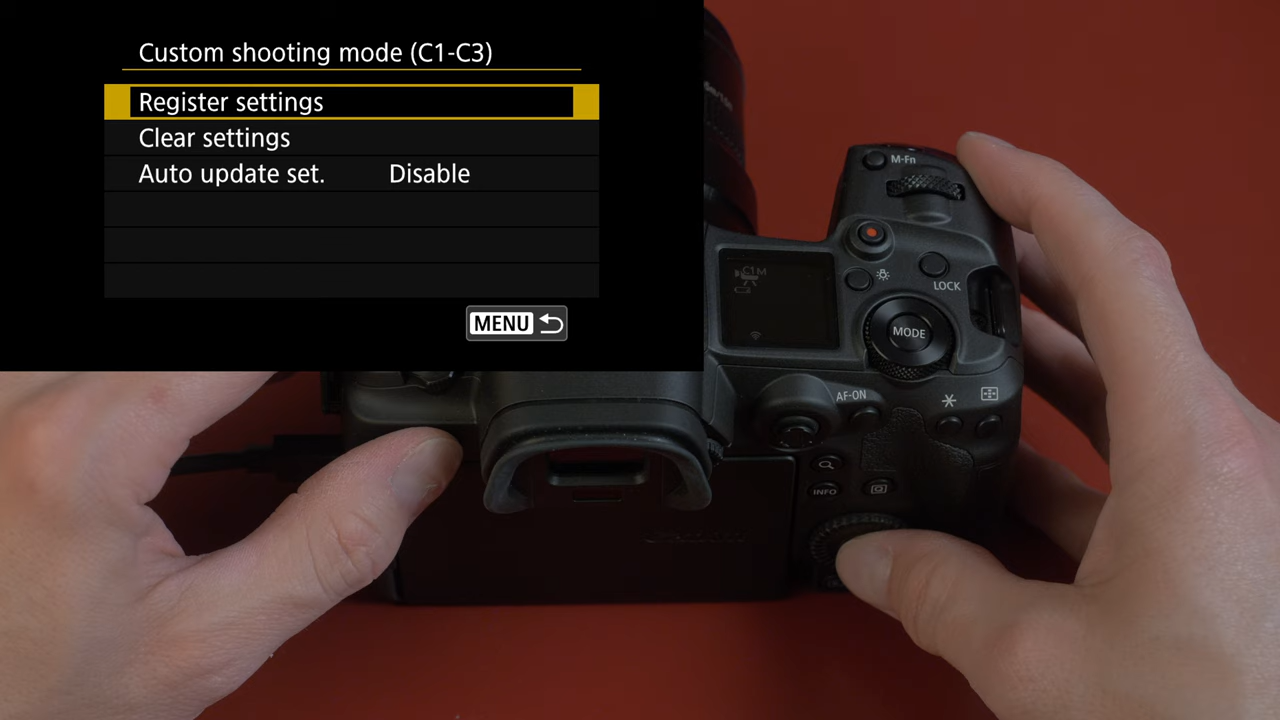 Custom shooting mode (C1-C3)
Register settings
Clear settings
Auto update set. Disable
MENU
M-Fn
C1 M
LOCK
MODE
AF-ON
INFO